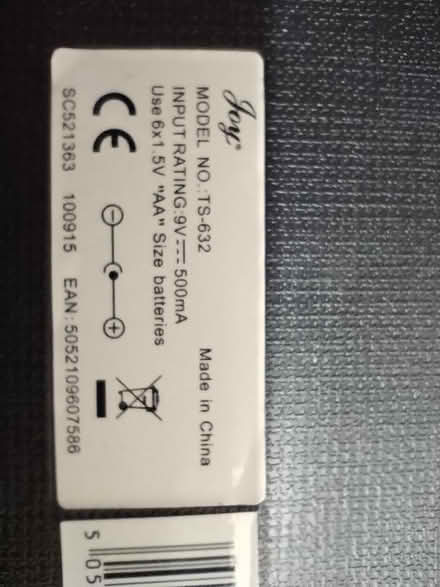 Joy®
MODEL NO.:TS-632 Made in China
INPUT RATING:9V⎓500mA
Use 6x1.5V "AA" Size batteries
CE
SC521363 100915 EAN:5052109607586
5 05